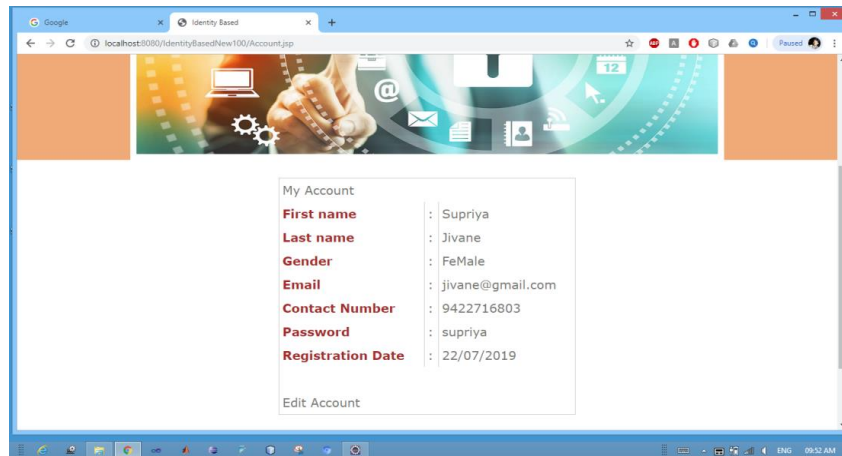 Google
Identity Based
localhost:8080/IdentityBasedNew100/Account.jsp
ABP
A
Paused
@
12
My Account
First name : Supriya
Last name : Jivane
Gender : FeMale
Email : jivane@gmail.com
Contact Number : 9422716803
Password : supriya
Registration Date : 22/07/2019
Edit Account
ENG 09:52 AM